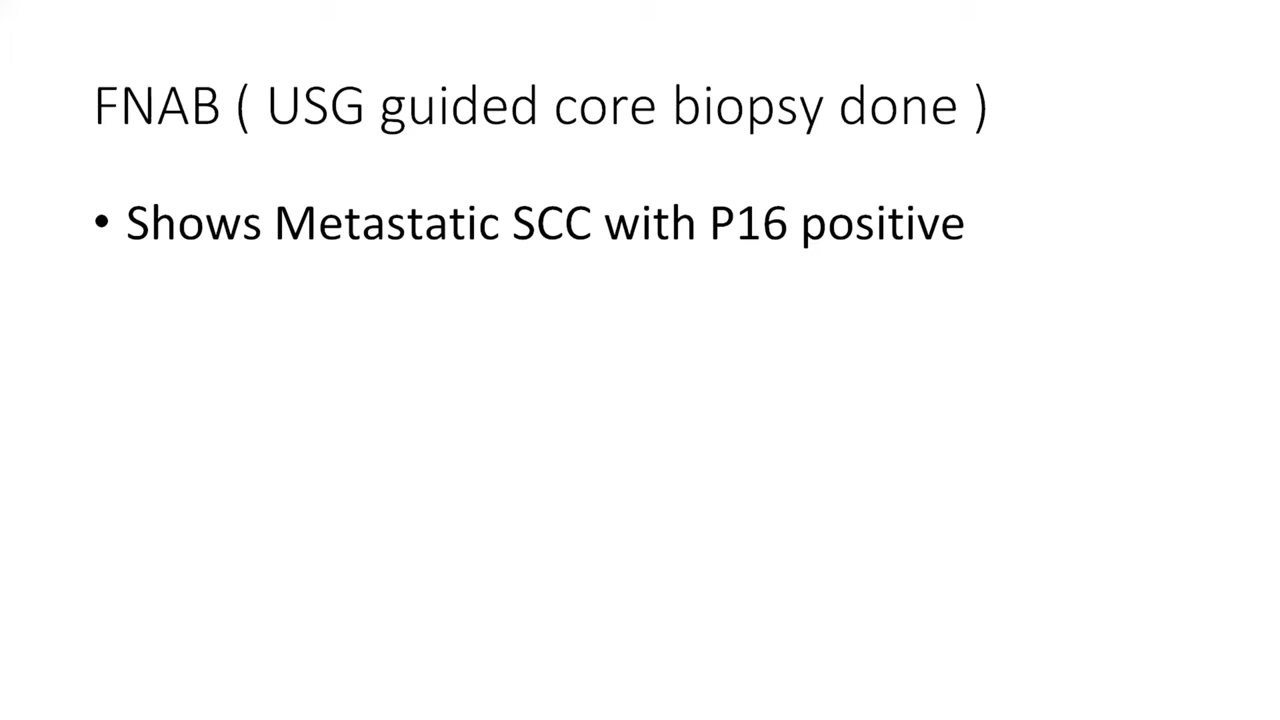 FNAB ( USG guided core biopsy done )
• Shows Metastatic SCC with P16 positive